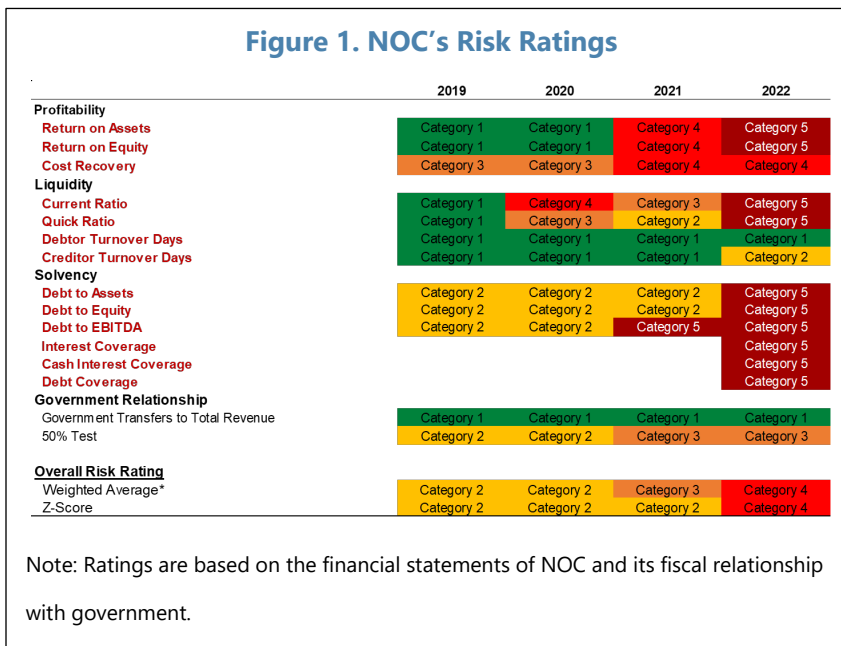 Figure 1. NOC's Risk Ratings
2019 2020 2021 2022
Profitability
Return on Assets Category 1 Category 1 Category 4 Category 5
Return on Equity Category 1 Category 1 Category 4 Category 5
Cost Recovery Category 3 Category 3 Category 4 Category 4
Liquidity
Current Ratio Category 1 Category 4 Category 3 Category 5
Quick Ratio Category 1 Category 3 Category 2 Category 5
Debtor Turnover Days Category 1 Category 1 Category 1 Category 1
Creditor Turnover Days Category 1 Category 1 Category 1 Category 2
Solvency
Debt to Assets Category 2 Category 2 Category 2 Category 5
Debt to Equity Category 2 Category 2 Category 2 Category 5
Debt to EBITDA Category 2 Category 2 Category 5 Category 5
Interest Coverage Category 5
Cash Interest Coverage Category 5
Debt Coverage Category 5
Government Relationship
Government Transfers to Total Revenue Category 1 Category 1 Category 1 Category 1
50% Test Category 2 Category 2 Category 3 Category 3
Overall Risk Rating
Weighted Average* Category 2 Category 2 Category 3 Category 4
Z-Score Category 2 Category 2 Category 2 Category 4
Note: Ratings are based on the financial statements of NOC and its fiscal relationship
with government.